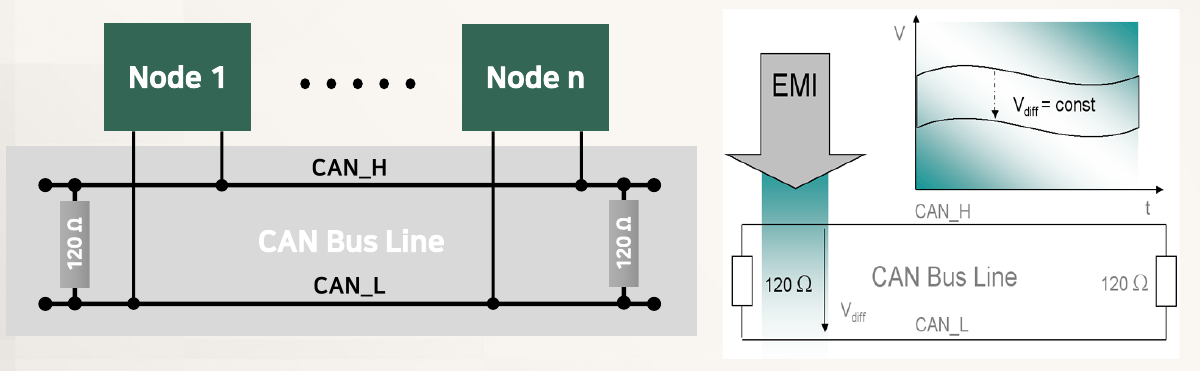 Node 1
Node n
CAN_H
120 Ω
CAN Bus Line
120 Ω
CAN_L
EMI
V
Vdiff = const
t
CAN_H
120 Ω
CAN Bus Line
120 Ω
Vdiff
CAN_L